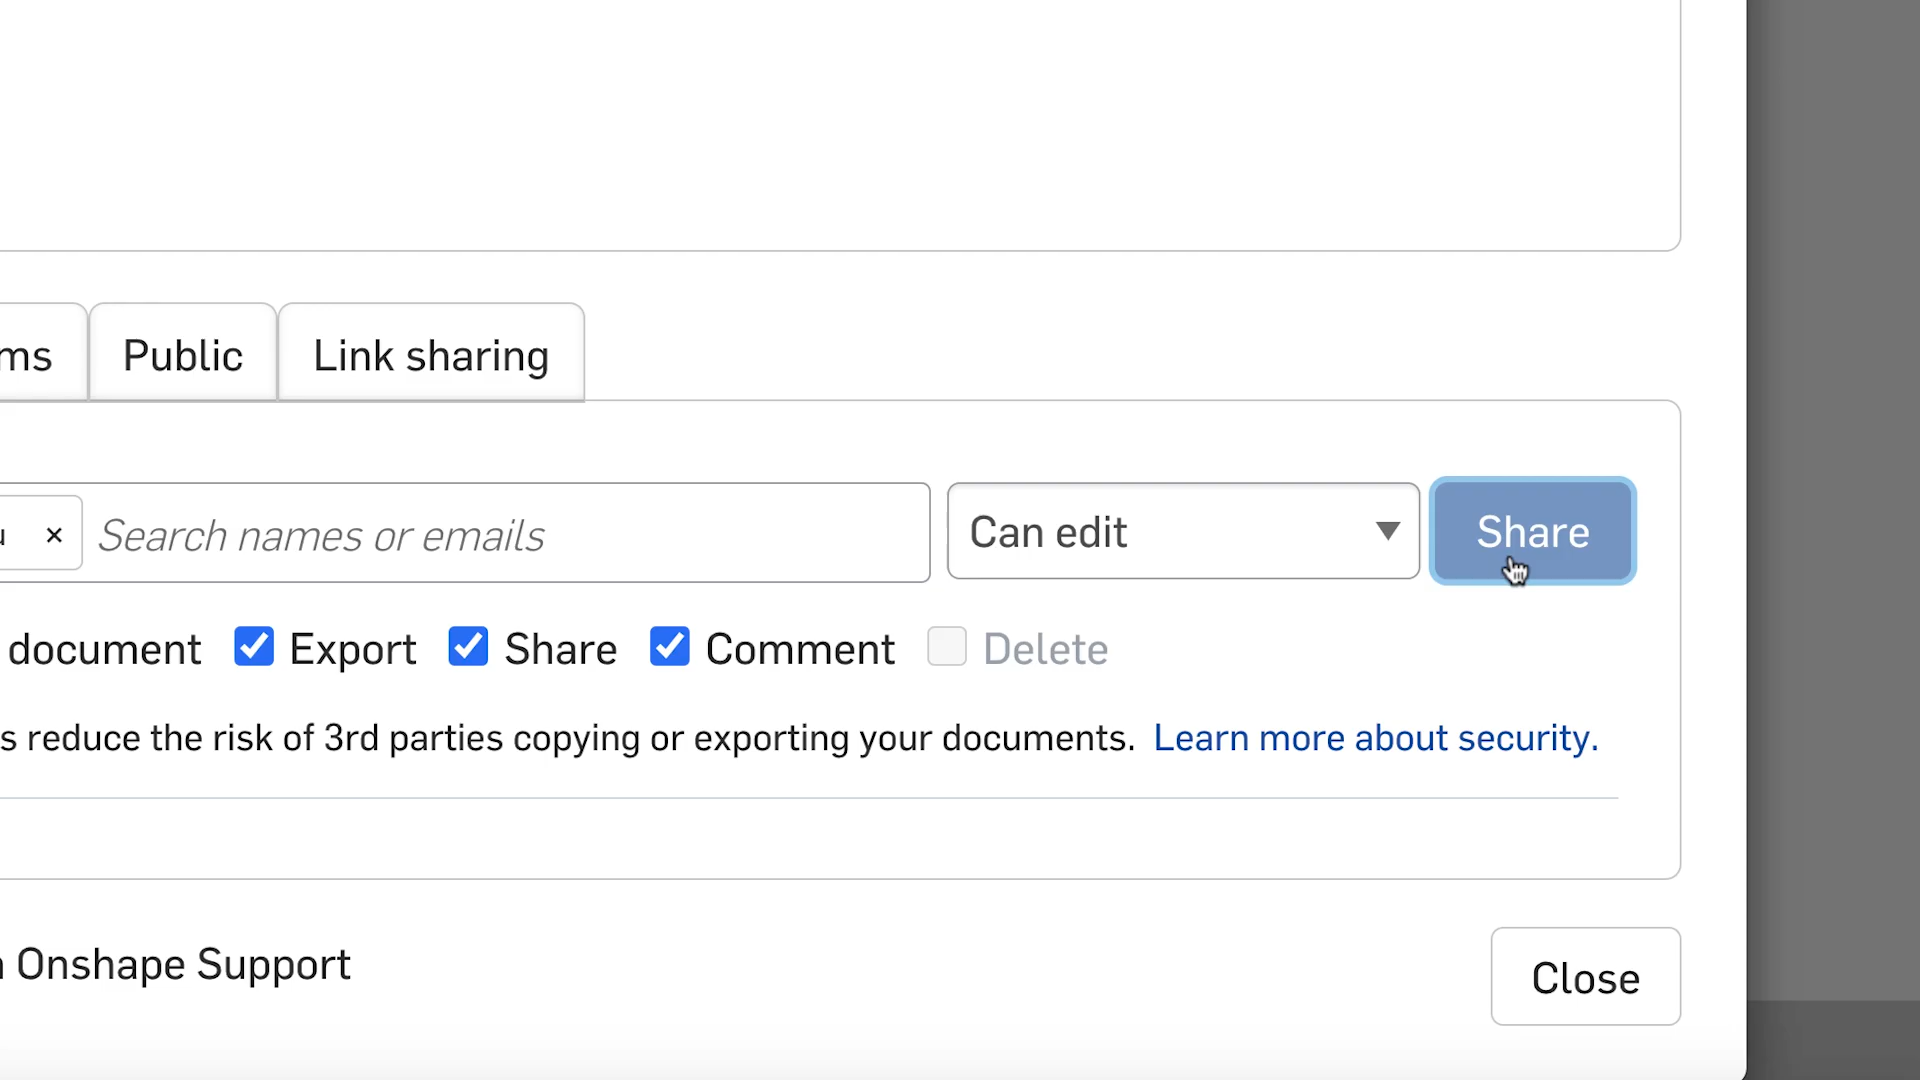 ms Public Link sharing
u × Search names or emails Can edit Share
document Export Share Comment Delete
s reduce the risk of 3rd parties copying or exporting your documents. Learn more about security.
Onshape Support
Close